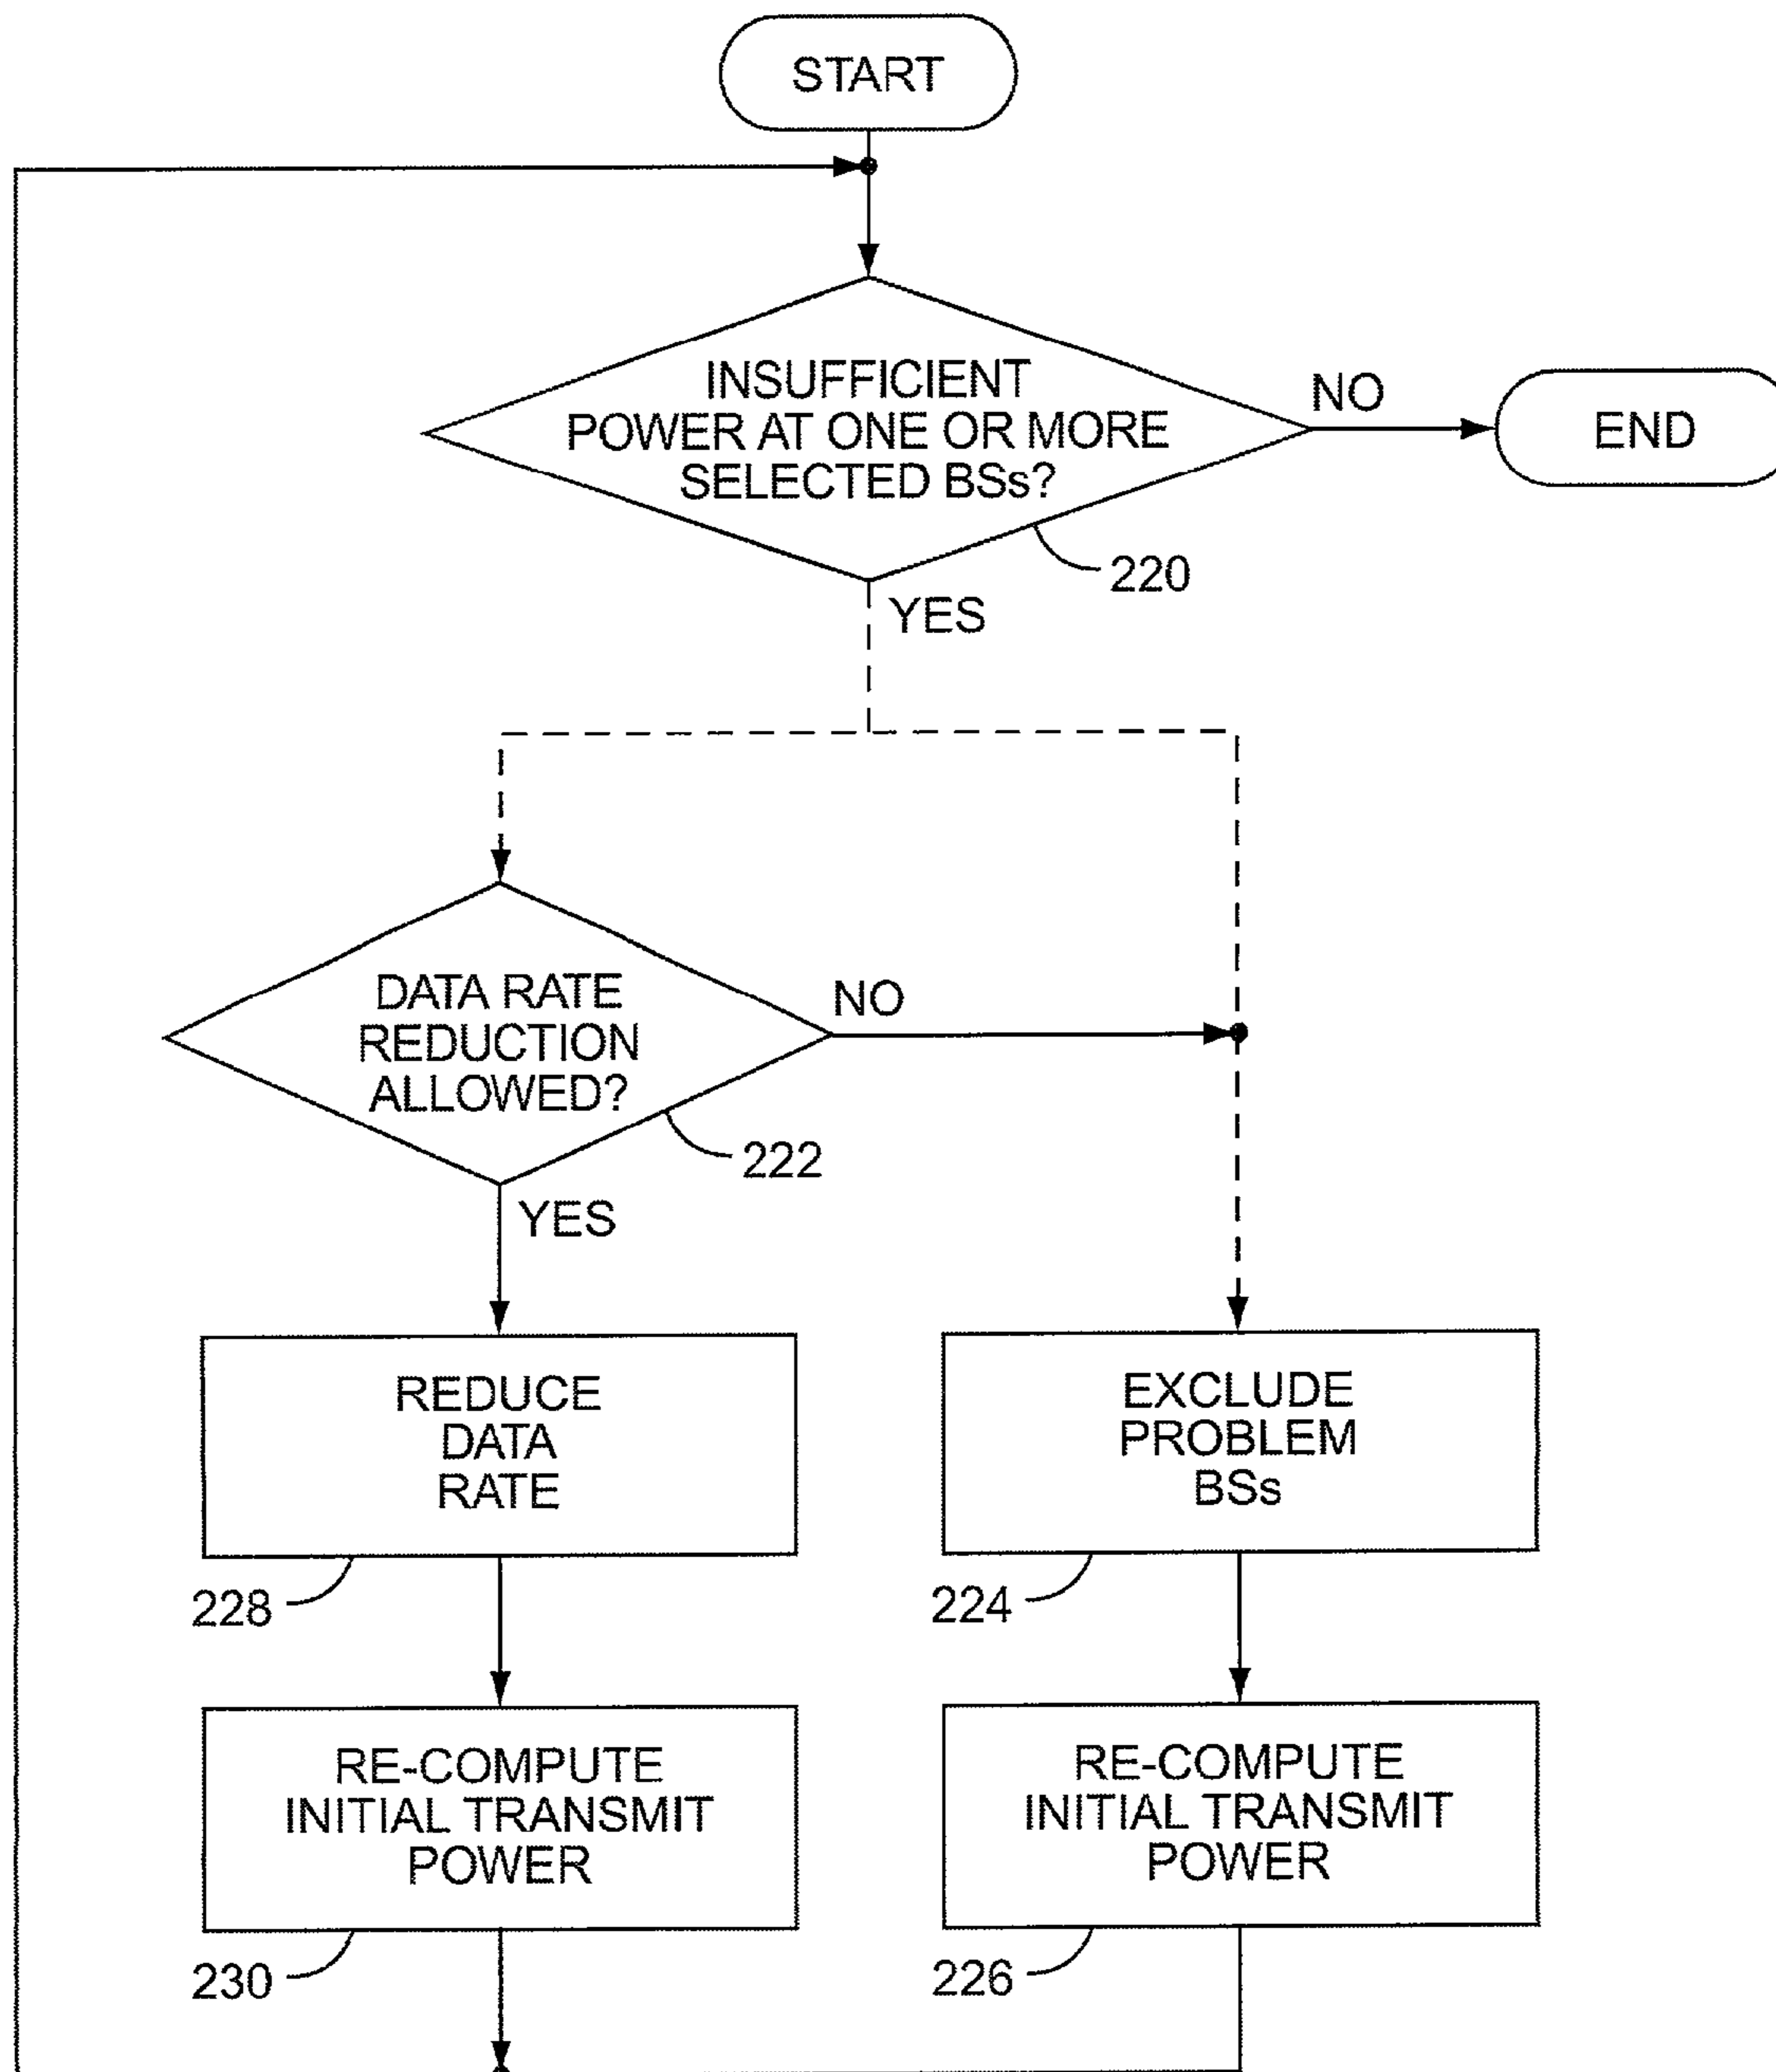 START
INSUFFICIENT
POWER AT ONE OR MORE
SELECTED BSs?
NO
END
220
YES
DATA RATE
REDUCTION
ALLOWED?
NO
222
YES
REDUCE
DATA
RATE
228
EXCLUDE
PROBLEM
BSs
224
RE-COMPUTE
INITIAL TRANSMIT
POWER
230
RE-COMPUTE
INITIAL TRANSMIT
POWER
226